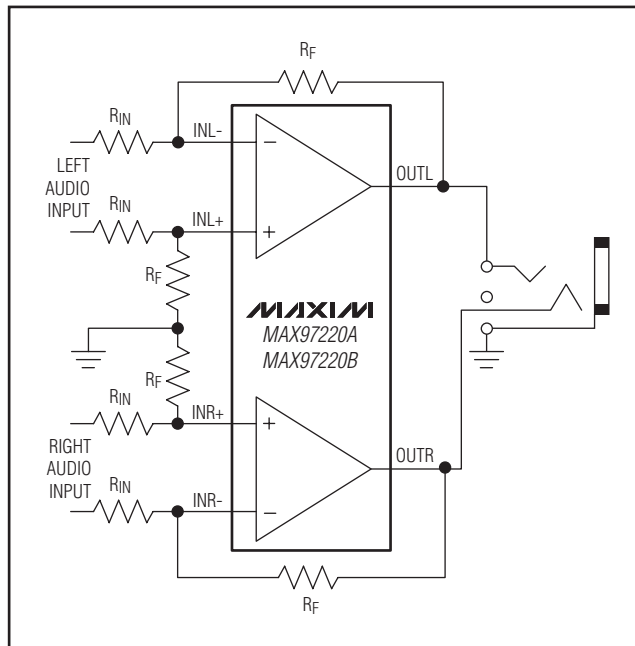 RF
RIN
INL-
−
OUTL
LEFT
AUDIO
INPUT
RIN
INL+
+
RF
MAXIM
MAX97220A
MAX97220B
RF
RIN
INR+
+
RIGHT
AUDIO
INPUT
OUTR
RIN
INR-
−
RF